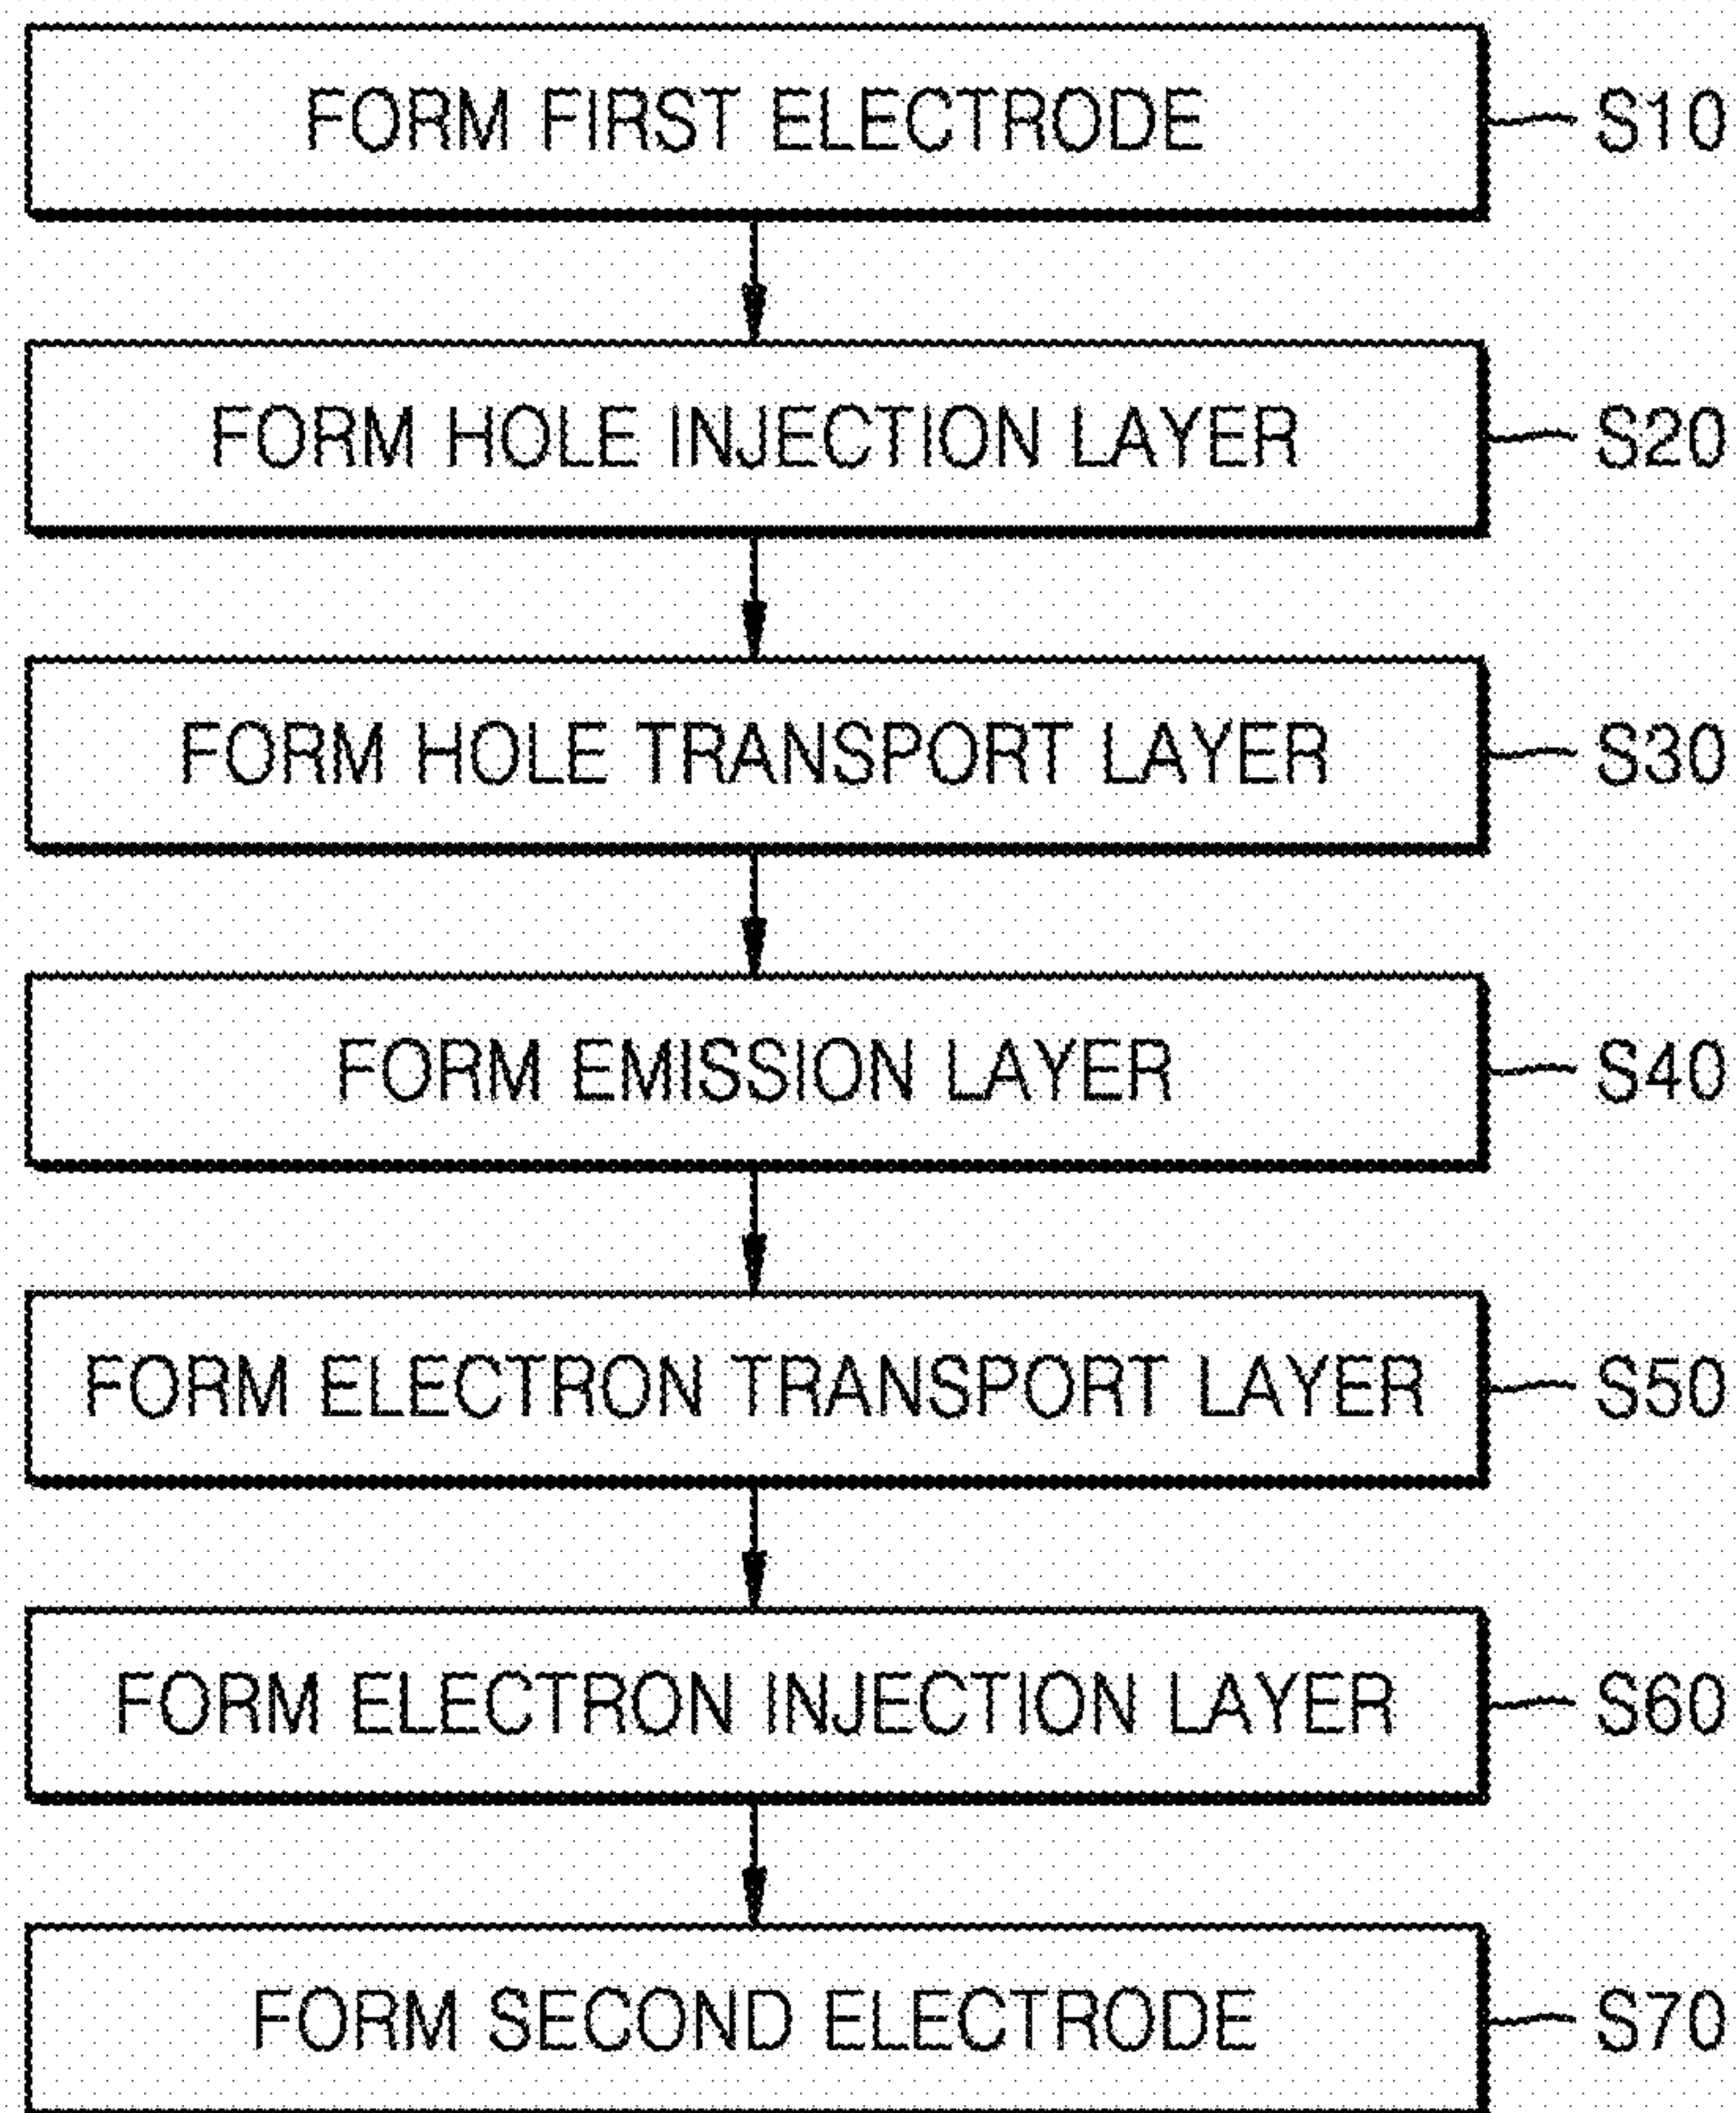 FORM FIRST ELECTRODE S10
FORM HOLE INJECTION LAYER S20
FORM HOLE TRANSPORT LAYER S30
FORM EMISSION LAYER S40
FORM ELECTRON TRANSPORT LAYER S50
FORM ELECTRON INJECTION LAYER S60
FORM SECOND ELECTRODE S70